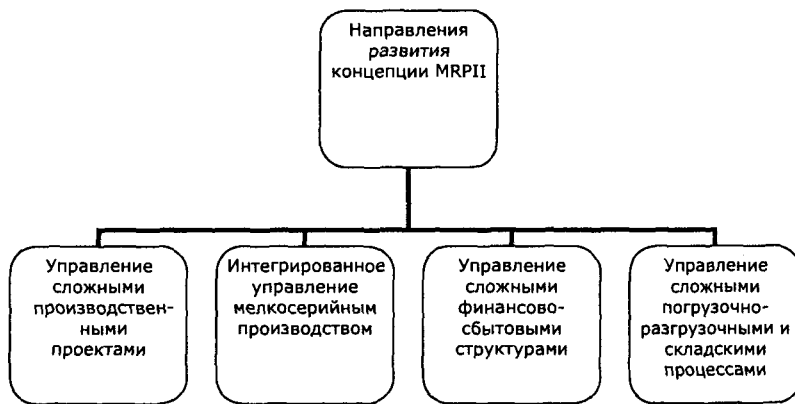 Направления
развития
концепции MRPII
Управление
сложными
производствен-
ными
проектами
Интегрированное
управление
мелкосерийным
производством
Управление
сложными
финансово-
сбытовыми
структурами
Управление
сложными
погрузочно-
разгрузочными и
складскими
процессами